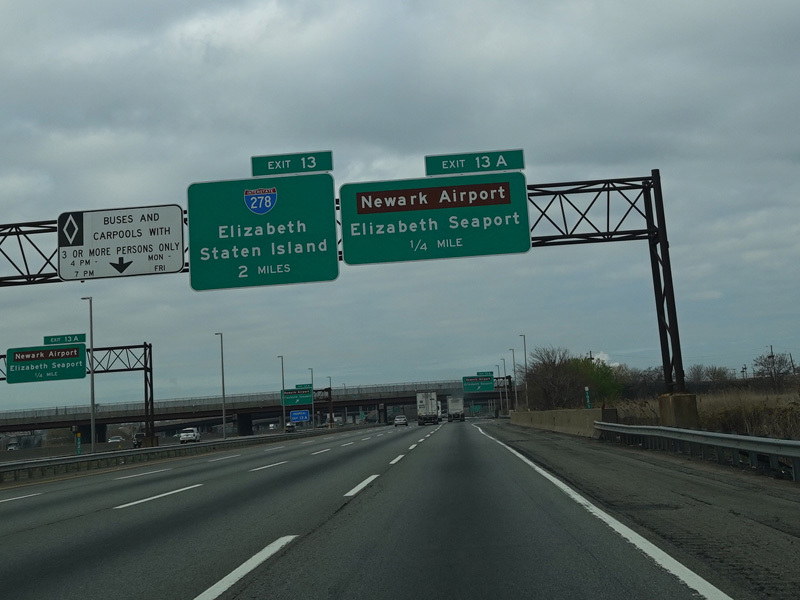 BUSES AND
CARPOOLS WITH
3 OR MORE PERSONS ONLY
4 PM - MON -
7 PM FRI
EXIT 13
INTERSTATE
278
Elizabeth
Staten Island
2 MILES
EXIT 13 A
Newark Airport
Elizabeth Seaport
1/4 MILE
EXIT 13 A
Newark Airport
Elizabeth Seaport
1/4 MILE